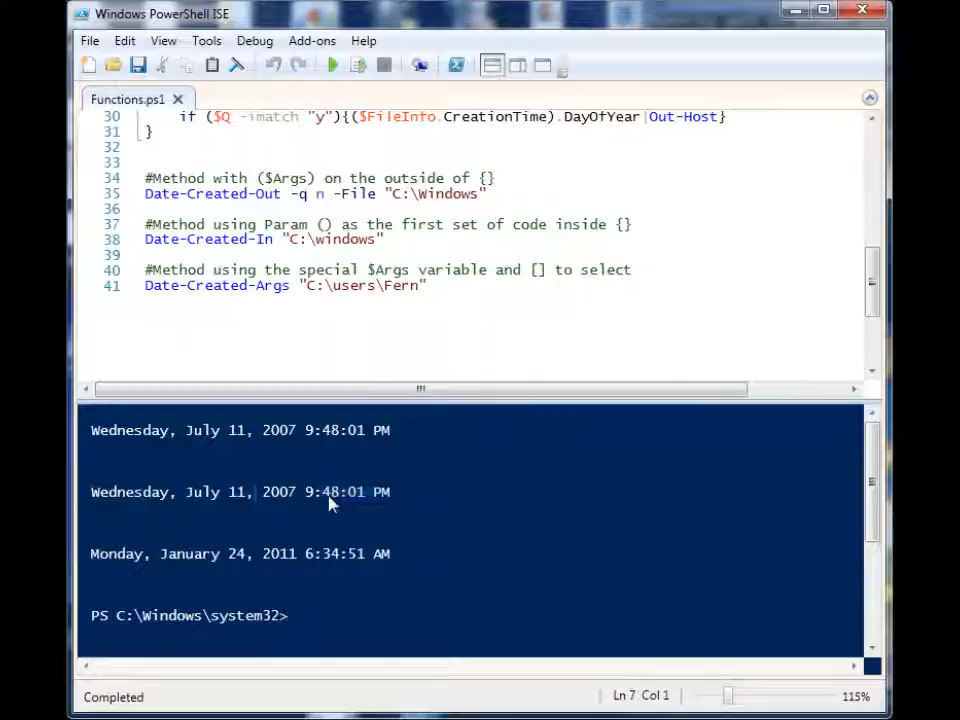 Windows PowerShell ISE
File Edit View Tools Debug Add-ons Help
Functions.ps1
30 if ($Q -imatch "y"){($FileInfo.CreationTime).DayOfYear|Out-Host}
31 }
32
33
34 #Method with ($Args) on the outside of {}
35 Date-Created-Out -q n -File "C:\Windows"
36
37 #Method using Param () as the first set of code inside {}
38 Date-Created-In "C:\windows"
39
40 #Method using the special $Args variable and [] to select
41 Date-Created-Args "C:\users\Fern"
Wednesday, July 11, 2007 9:48:01 PM
Wednesday, July 11, 2007 9:48:01 PM
Monday, January 24, 2011 6:34:51 AM
PS C:\Windows\system32>
Completed Ln 7 Col 1 115%